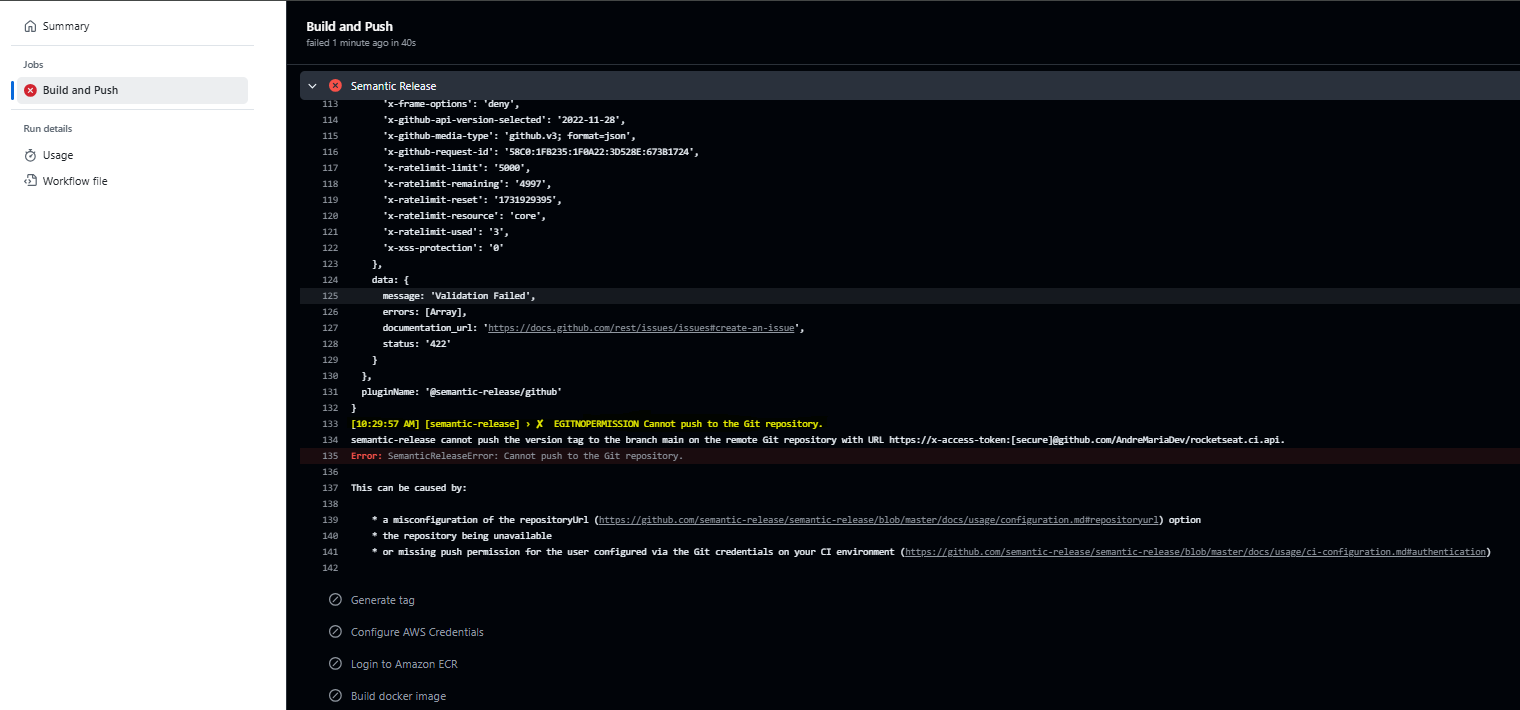 Summary
Jobs
Build and Push
Run details
Usage
Workflow file
Build and Push
failed 1 minute ago in 40s
Semantic Release
113 'x-frame-options': 'deny',
114 'x-github-api-version-selected': '2022-11-28',
115 'x-github-media-type': 'github.v3; format=json',
116 'x-github-request-id': '58C0:1FB235:1F0A22:3D528E:673B1724',
117 'x-ratelimit-limit': '5000',
118 'x-ratelimit-remaining': '4997',
119 'x-ratelimit-reset': '1731929395',
120 'x-ratelimit-resource': 'core',
121 'x-ratelimit-used': '3',
122 'x-xss-protection': '0'
123 },
124 data: {
125 message: 'Validation Failed',
126 errors: [Array],
127 documentation_url: 'https://docs.github.com/rest/issues/issues#create-an-issue',
128 status: '422'
129 }
130 },
131 pluginName: '@semantic-release/github'
132 }
133 [10:29:57 AM] [semantic-release] › ✘ EGITNOPERMISSION Cannot push to the Git repository.
134 semantic-release cannot push the version tag to the branch main on the remote Git repository with URL https://x-access-token:[secure]@github.com/AndreMariaDev/rocketseat.ci.api.
135 Error: SemanticReleaseError: Cannot push to the Git repository.
136
137 This can be caused by:
138
139 * a misconfiguration of the repositoryUrl (https://github.com/semantic-release/semantic-release/blob/master/docs/usage/configuration.md#repositoryurl) option
140 * the repository being unavailable
141 * or missing push permission for the user configured via the Git credentials on your CI environment (https://github.com/semantic-release/semantic-release/blob/master/docs/usage/ci-configuration.md#authentication)
142
Generate tag
Configure AWS Credentials
Login to Amazon ECR
Build docker image